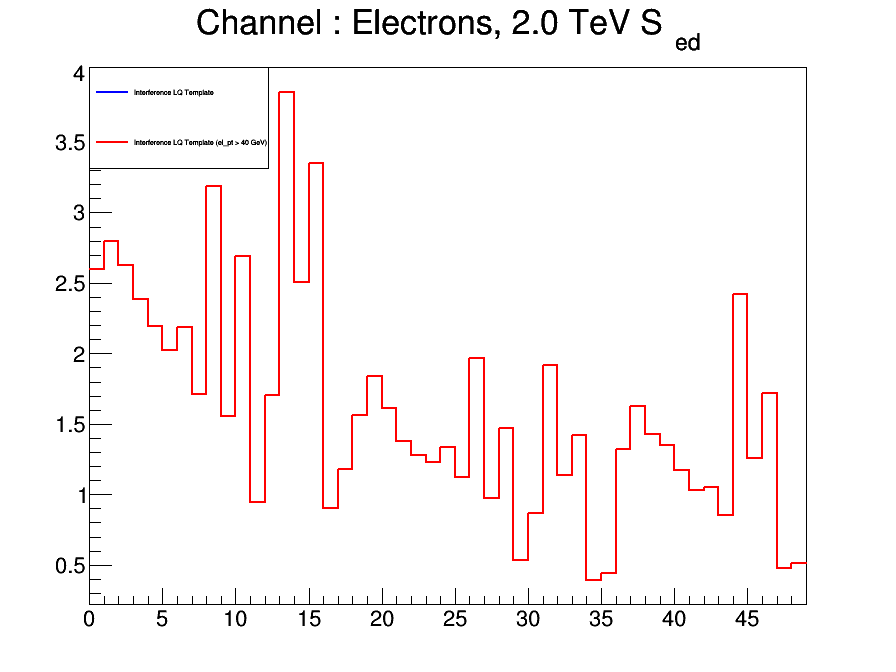 Channel : Electrons, 2.0 TeV S ed
Interference LQ Template
Interference LQ Template (el_pt > 40 GeV)
4
3.5
3
2.5
2
1.5
1
0.5
0 5 10 15 20 25 30 35 40 45